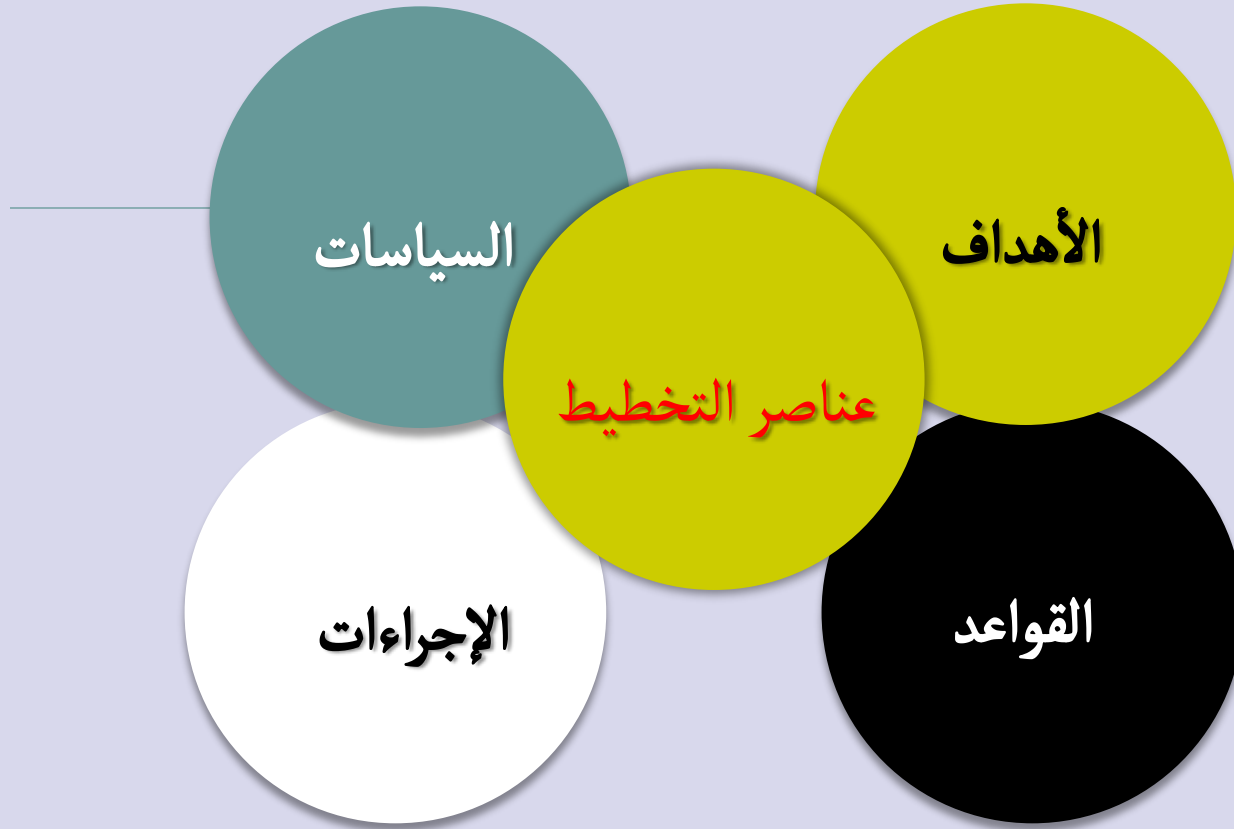 الأهداف
السياسات
عناصر التخطيط
القواعد
الإجراءات